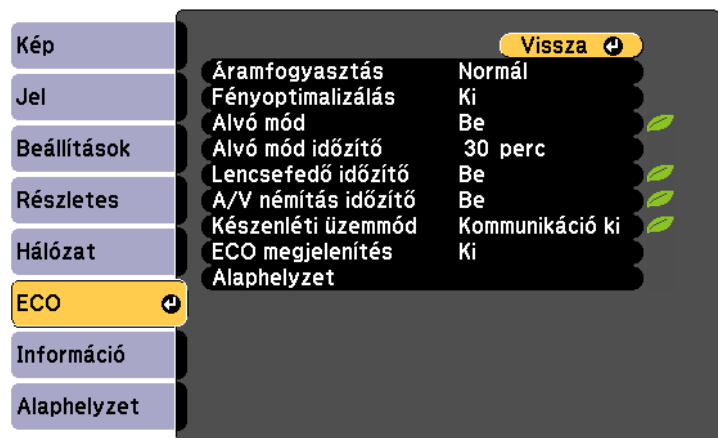 Kép
Jel
Beállítások
Részletes
Hálózat
ECO
Információ
Alaphelyzet
Vissza
Áramfogyasztás Normál
Fényoptimalizálás Ki
Alvó mód Be
Alvó mód időzítő 30 perc
Lencsefedő időzítő Be
A/V némítás időzítő Be
Készenléti üzemmód Kommunikáció ki
ECO megjelenítés Ki
Alaphelyzet